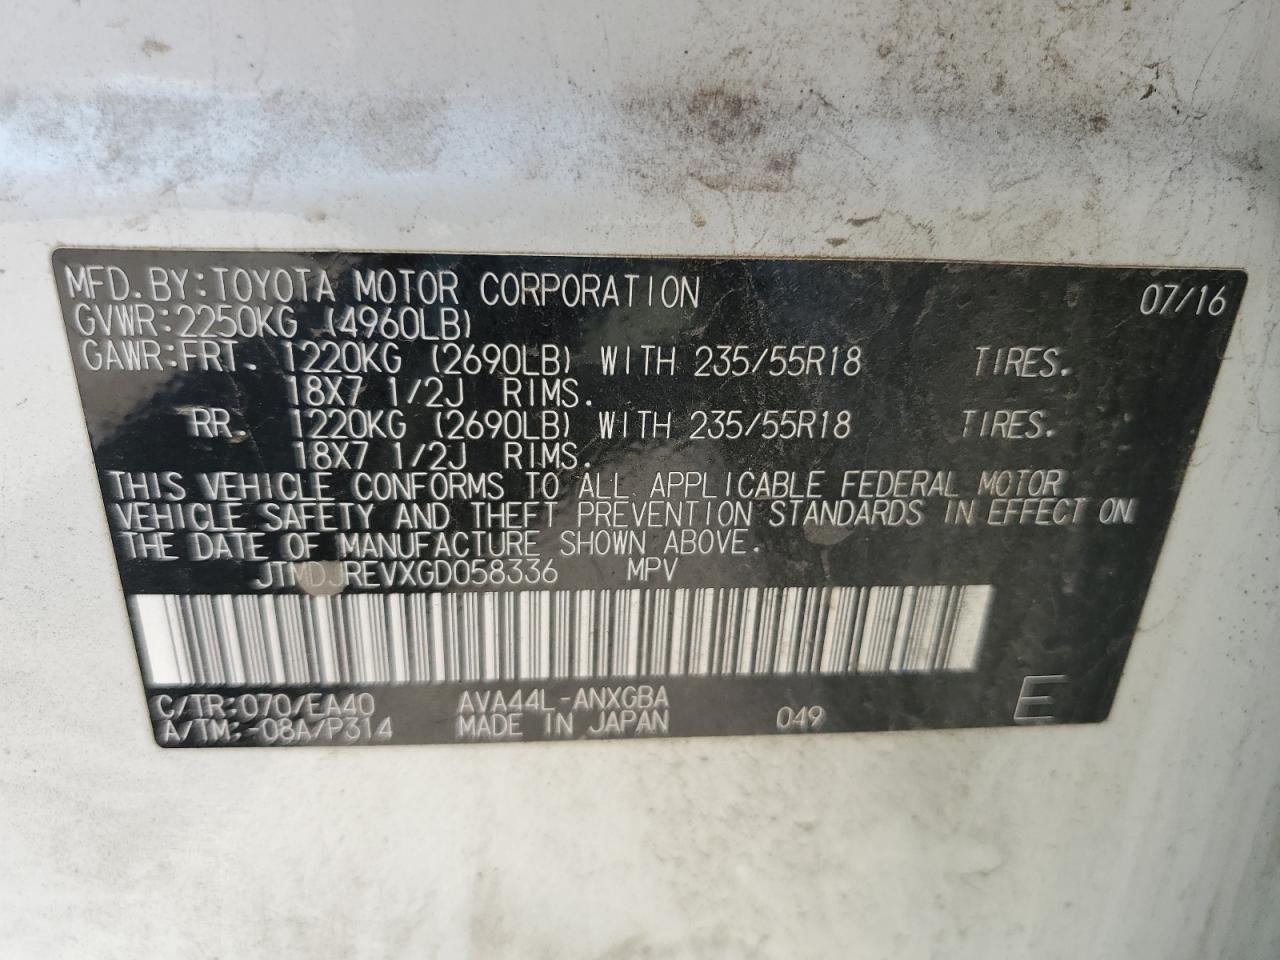 MFD. BY: TOYOTA MOTOR CORPORATION 07/16
GVWR: 2250KG (4960LB)
GAWR: FRT. 1220KG (2690LB) WITH 235/55R18 TIRES.
18X7 1/2J RIMS.
RR. 1220KG (2690LB) WITH 235/55R18 TIRES.
18X7 1/2J RIMS.
THIS VEHICLE CONFORMS TO ALL APPLICABLE FEDERAL MOTOR
VEHICLE SAFETY AND THEFT PREVENTION STANDARDS IN EFFECT ON
THE DATE OF MANUFACTURE SHOWN ABOVE.
JTMDJREVXGD058336 MPV
C/TR: 070/EA40 AVA44L-ANXGBA
A/TM: -08A/P314 MADE IN JAPAN 049 E